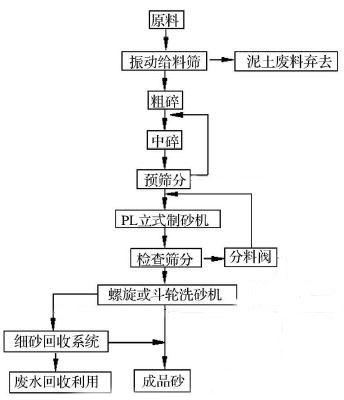 原料
振动给料筛
泥土废料弃去
粗碎
中碎
预筛分
PL立式制砂机
检查筛分
分料阀
螺旋或斗轮洗砂机
细砂回收系统
废水回收利用
成品砂